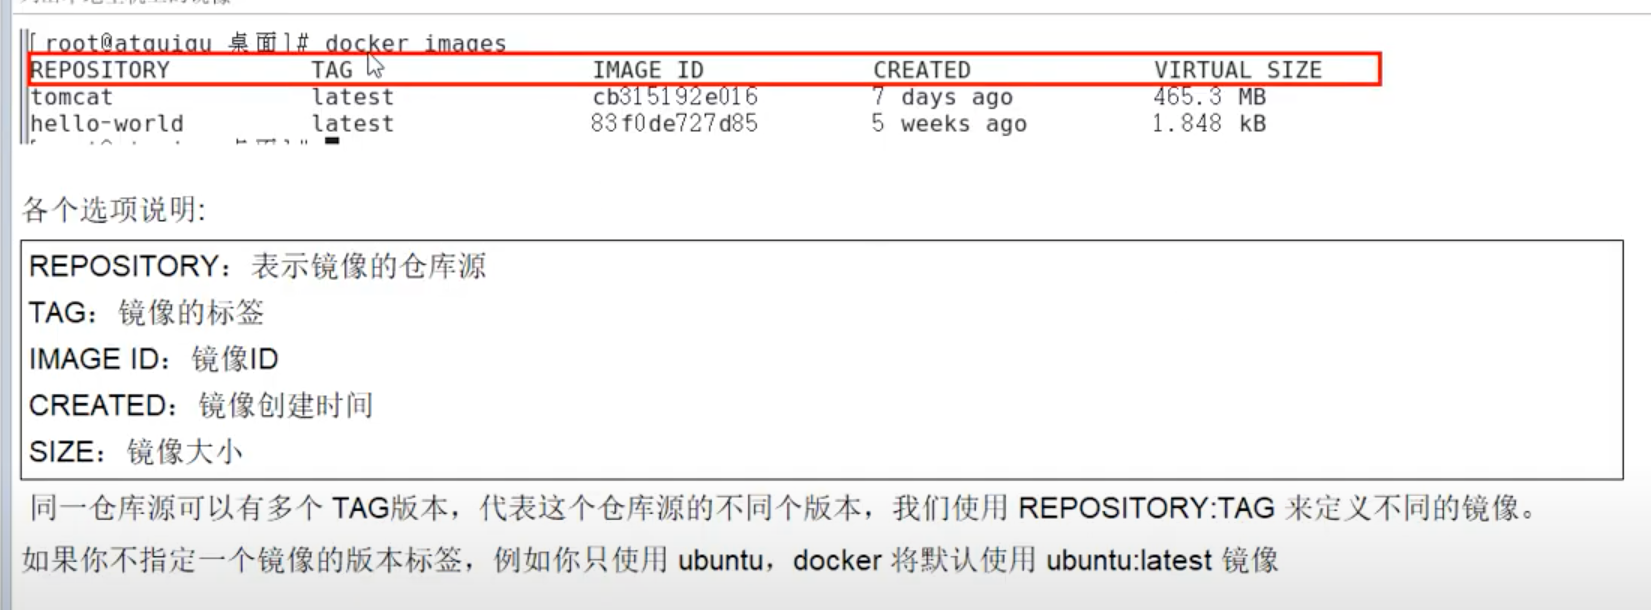 [root@atguigu 桌面]# docker images
REPOSITORY TAG IMAGE ID CREATED VIRTUAL SIZE
tomcat latest cb315192e016 7 days ago 465.3 MB
hello-world latest 83f0de727d85 5 weeks ago 1.848 kB
各个选项说明:
REPOSITORY：表示镜像的仓库源
TAG：镜像的标签
IMAGE ID：镜像ID
CREATED：镜像创建时间
SIZE：镜像大小
同一仓库源可以有多个 TAG版本，代表这个仓库源的不同个版本，我们使用 REPOSITORY:TAG 来定义不同的镜像。
如果你不指定一个镜像的版本标签，例如你只使用 ubuntu，docker 将默认使用 ubuntu:latest 镜像